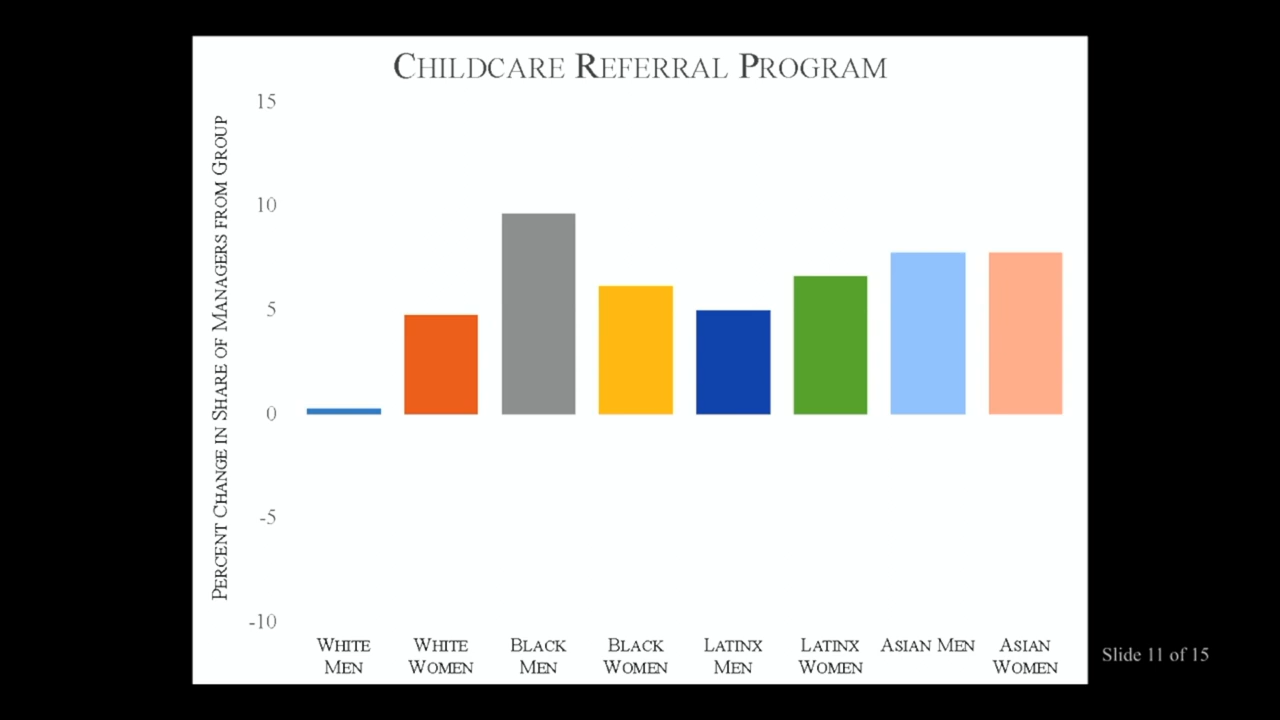 CHILDCARE REFERRAL PROGRAM
PERCENT CHANGE IN SHARE OF MANAGERS FROM GROUP
15
10
5
0
-5
-10
WHITE MEN
WHITE WOMEN
BLACK MEN
BLACK WOMEN
LATINX MEN
LATINX WOMEN
ASIAN MEN
ASIAN WOMEN
Slide 11 of 15